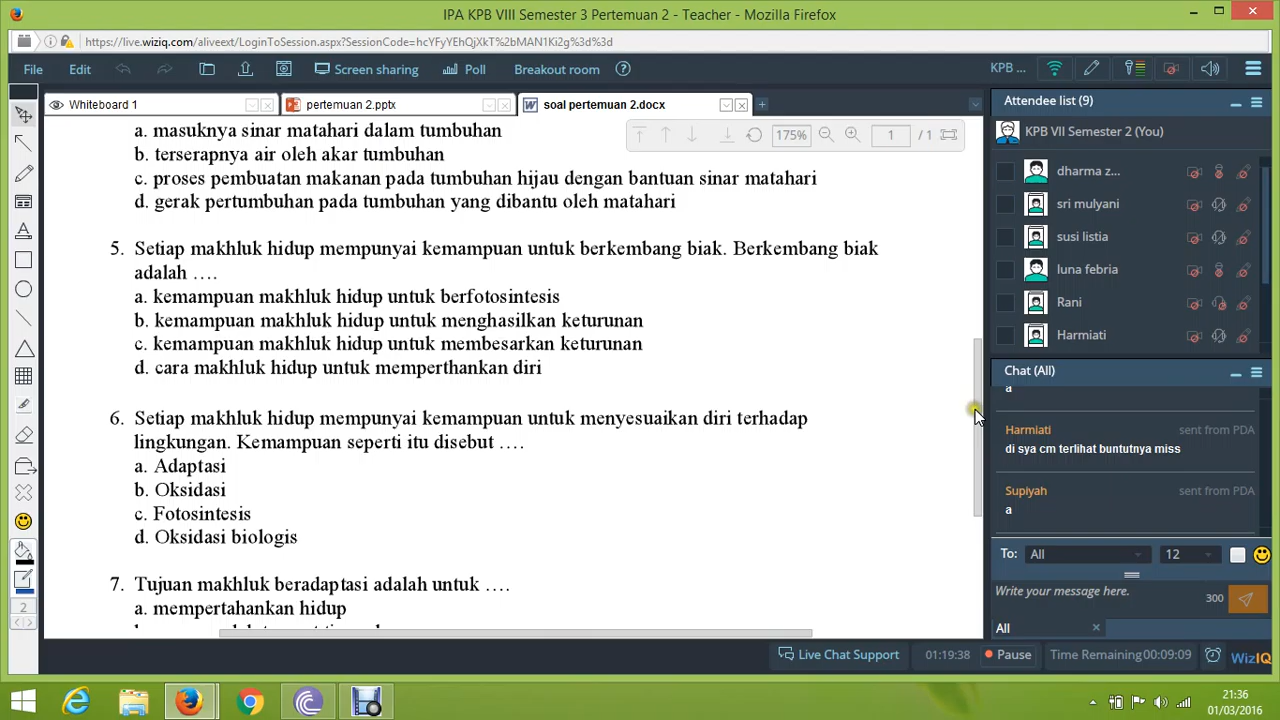 IPA KPB VIII Semester 3 Pertemuan 2 - Teacher - Mozilla Firefox
https://live.wiziq.com/aliveext/LoginToSession.aspx?SessionCode=hcYFyYEhQjXkT%2bMAN1Ki2g%3d%3d
File Edit Screen sharing Poll Breakout room ? KPB ...
Whiteboard 1 pertemuan 2.pptx soal pertemuan 2.docx
175% 1 / 1
a. masuknya sinar matahari dalam tumbuhan
b. terserapnya air oleh akar tumbuhan
c. proses pembuatan makanan pada tumbuhan hijau dengan bantuan sinar matahari
d. gerak pertumbuhan pada tumbuhan yang dibantu oleh matahari
5. Setiap makhluk hidup mempunyai kemampuan untuk berkembang biak. Berkembang biak
adalah ….
a. kemampuan makhluk hidup untuk berfotosintesis
b. kemampuan makhluk hidup untuk menghasilkan keturunan
c. kemampuan makhluk hidup untuk membesarkan keturunan
d. cara makhluk hidup untuk memperthankan diri
6. Setiap makhluk hidup mempunyai kemampuan untuk menyesuaikan diri terhadap
lingkungan. Kemampuan seperti itu disebut ….
a. Adaptasi
b. Oksidasi
c. Fotosintesis
d. Oksidasi biologis
7. Tujuan makhluk beradaptasi adalah untuk ….
a. mempertahankan hidup
2
Attendee list (9)
KPB VII Semester 2 (You)
dharma z...
sri mulyani
susi listia
luna febria
Rani
Harmiati
Chat (All)
a
Harmiati sent from PDA
di sya cm terlihat buntutnya miss
Supiyah sent from PDA
a
To: All 12
Write your message here. 300
All
Live Chat Support 01:19:38 Pause Time Remaining 00:09:09 WizIQ
21:36
01/03/2016